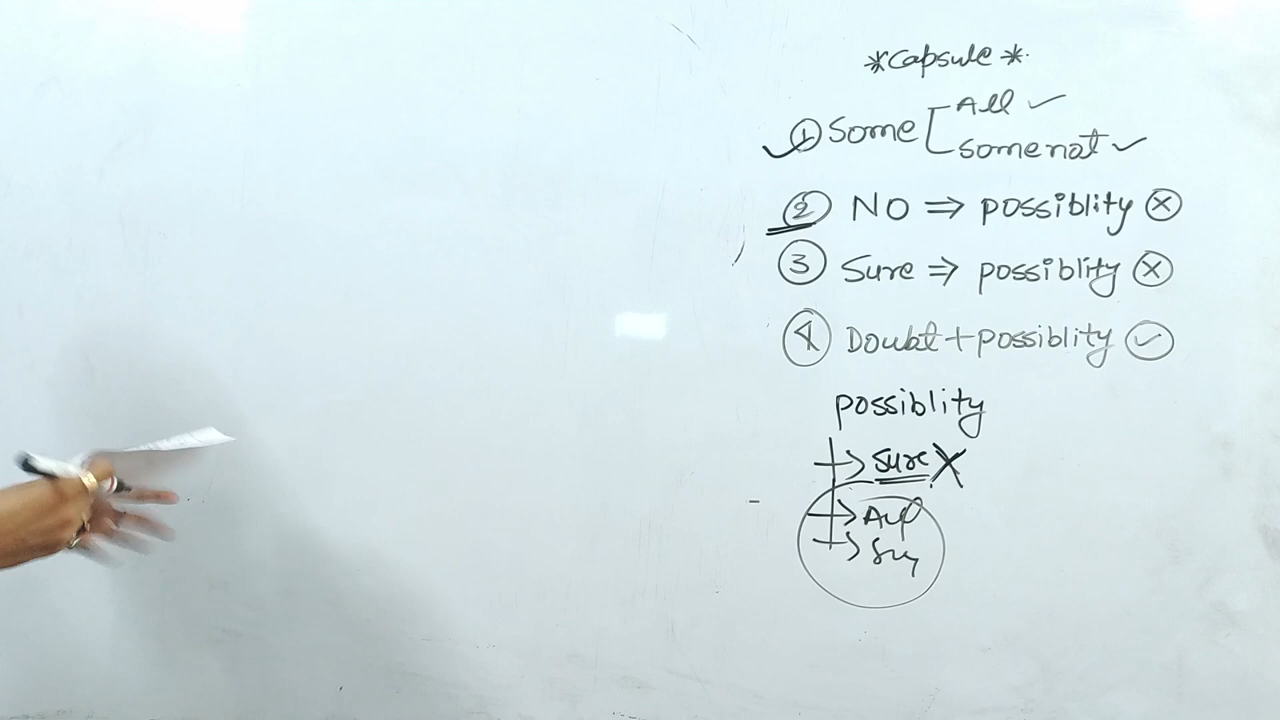 *Capsule*
① Some All ✓
Some not ✓
② NO ⇒ possiblity ⓧ
③ Sure ⇒ possiblity ⓧ
④ Doubt + possiblity ✓
possiblity
→ Sure X
→ All
→